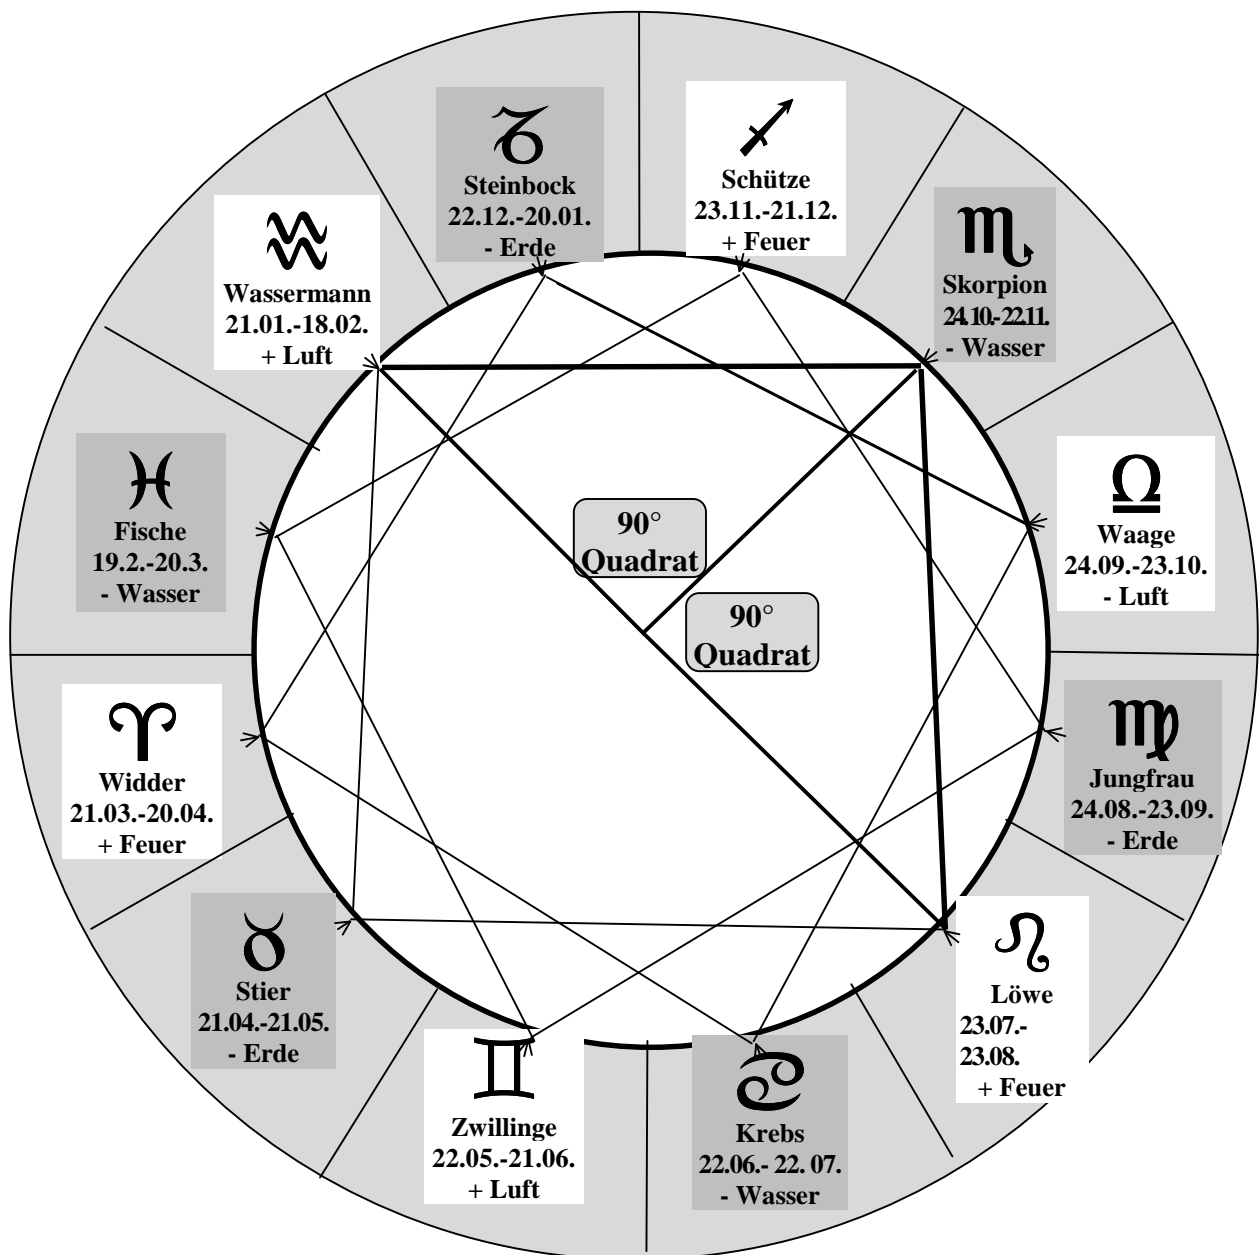 Steinbock
22.12.-20.01.
- Erde
Schütze
23.11.-21.12.
+ Feuer
Wassermann
21.01.-18.02.
+ Luft
Skorpion
24.10.-22.11.
- Wasser
Fische
19.2.-20.3.
- Wasser
90°
Quadrat
Waage
24.09.-23.10.
- Luft
90°
Quadrat
Widder
21.03.-20.04.
+ Feuer
Jungfrau
24.08.-23.09.
- Erde
Stier
21.04.-21.05.
- Erde
Löwe
23.07.-
23.08.
+ Feuer
Zwillinge
22.05.-21.06.
+ Luft
Krebs
22.06.- 22. 07.
- Wasser